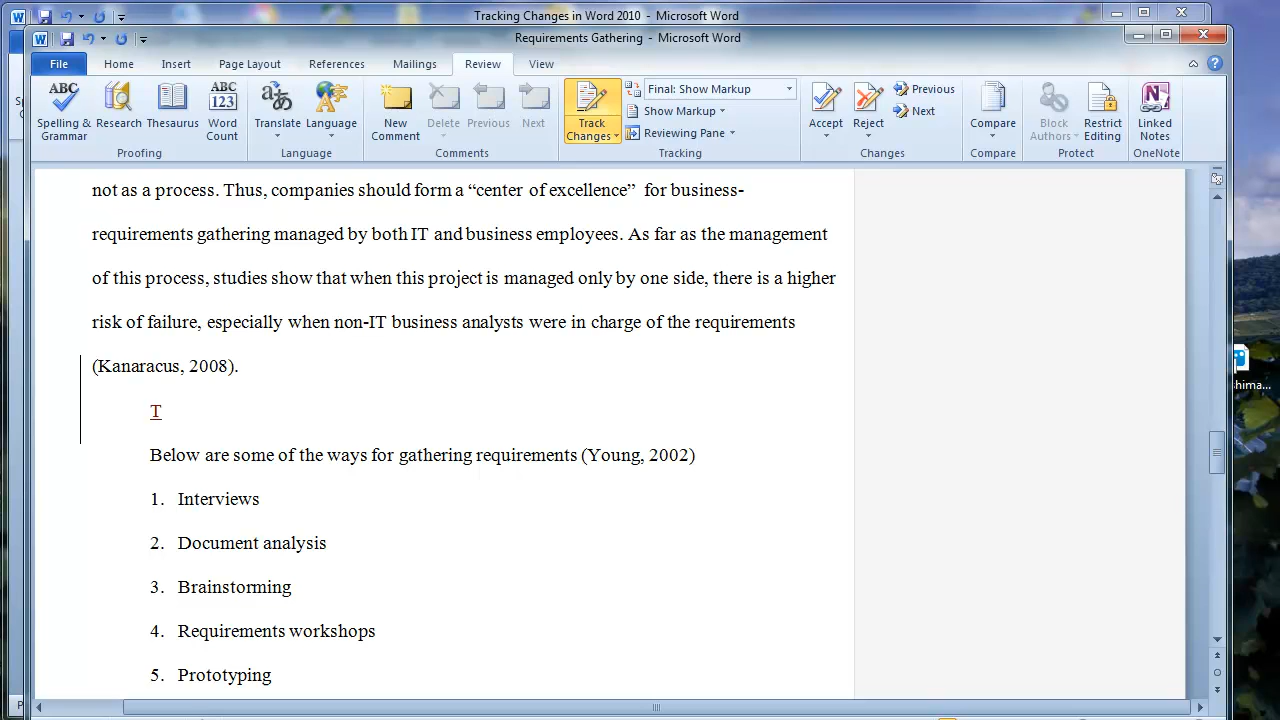 Tracking Changes in Word 2010 - Microsoft Word
Requirements Gathering - Microsoft Word
File Home Insert Page Layout References Mailings Review View
Spelling & Grammar
Research
Thesaurus
Word Count
Translate
Language
New Comment
Delete
Previous
Next
Track Changes
Final: Show Markup
Show Markup
Reviewing Pane
Accept
Reject
Previous
Next
Compare
Block Authors
Restrict Editing
Linked Notes
Proofing Language Comments Tracking Changes Compare Protect OneNote
not as a process. Thus, companies should form a “center of excellence” for business-
requirements gathering managed by both IT and business employees. As far as the management
of this process, studies show that when this project is managed only by one side, there is a higher
risk of failure, especially when non-IT business analysts were in charge of the requirements
(Kanaracus, 2008).
T
Below are some of the ways for gathering requirements (Young, 2002)
1. Interviews
2. Document analysis
3. Brainstorming
4. Requirements workshops
5. Prototyping
shima...